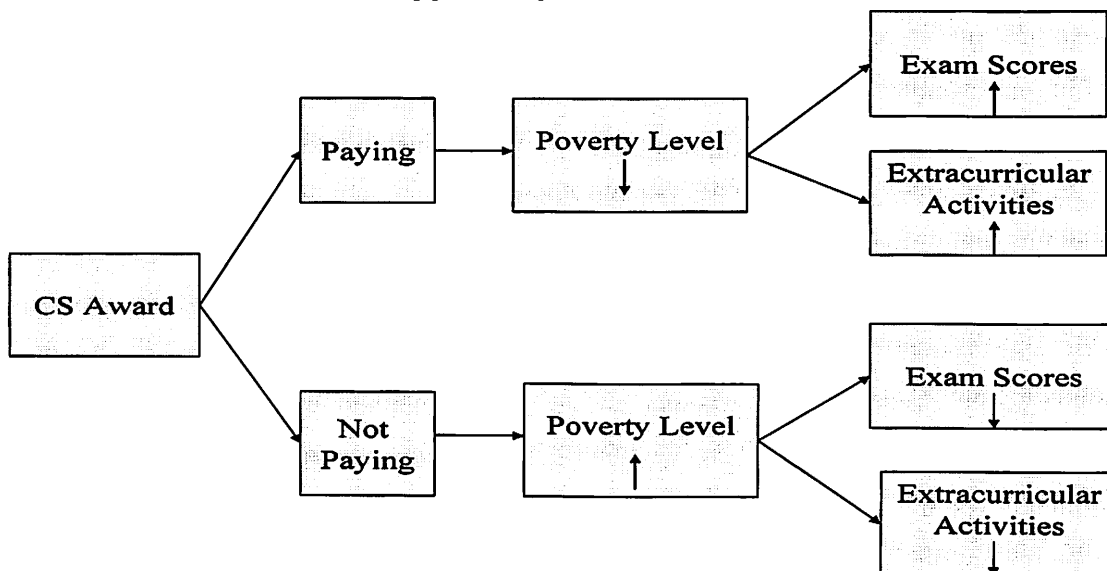 Exam Scores
Paying
Poverty Level
Extracurricular
Activities
CS Award
Exam Scores
Not
Paying
Poverty Level
Extracurricular
Activities